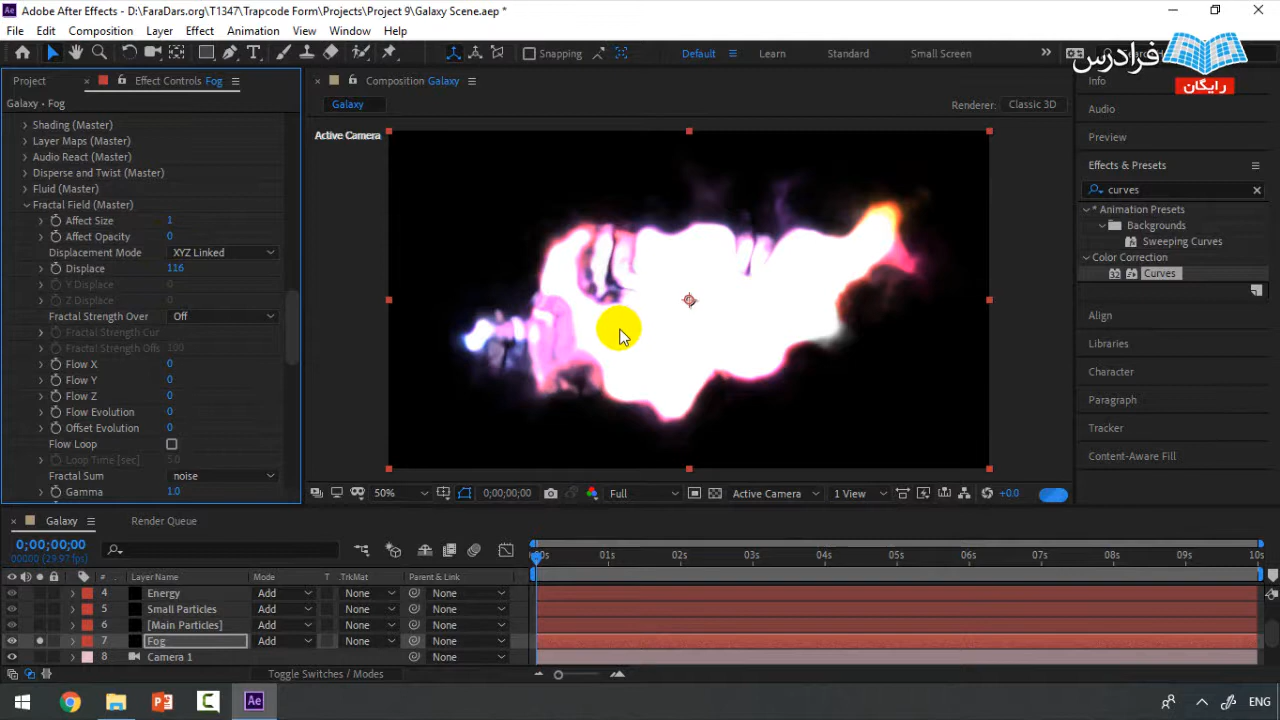 Adobe After Effects - D:\FaraDars.org\T1347\Trapcode Form\Projects\Project 9\Galaxy Scene.aep *
File Edit Composition Layer Effect Animation View Window Help
Snapping Default Learn Standard Small Screen
فرادرس
رایگان
Project Effect Controls Fog Composition Galaxy Info
Galaxy • Fog
Galaxy Renderer: Classic 3D
Audio
Preview
Effects & Presets
curves
* Animation Presets
Backgrounds
Sweeping Curves
Color Correction
32 Curves
Align
Libraries
Character
Paragraph
Tracker
Content-Aware Fill
Active Camera
Shading (Master)
Layer Maps (Master)
Audio React (Master)
Disperse and Twist (Master)
Fluid (Master)
Fractal Field (Master)
Affect Size 1
Affect Opacity 0
Displacement Mode XYZ Linked
Displace 116
Y Displace
Z Displace
Fractal Strength Over Off
Fractal Strength Cur
Fractal Strength Offs 100
Flow X 0
Flow Y 0
Flow Z 0
Flow Evolution 0
Offset Evolution 0
Flow Loop
Loop Time [sec] 5.0
Fractal Sum noise
Gamma 1.0
50% 0;00;00;00 Full Active Camera 1 View +0.0
Galaxy Render Queue
0;00;00;00
00000 (29.97 fps)
:00s 01s 02s 03s 04s 05s 06s 07s 08s 09s 10s
# Layer Name Mode T .TrkMat Parent & Link
4 Energy Add None None
5 Small Particles Add None None
6 [Main Particles] Add None None
7 Fog Add None None
8 Camera 1 None
Toggle Switches / Modes
Ae ENG